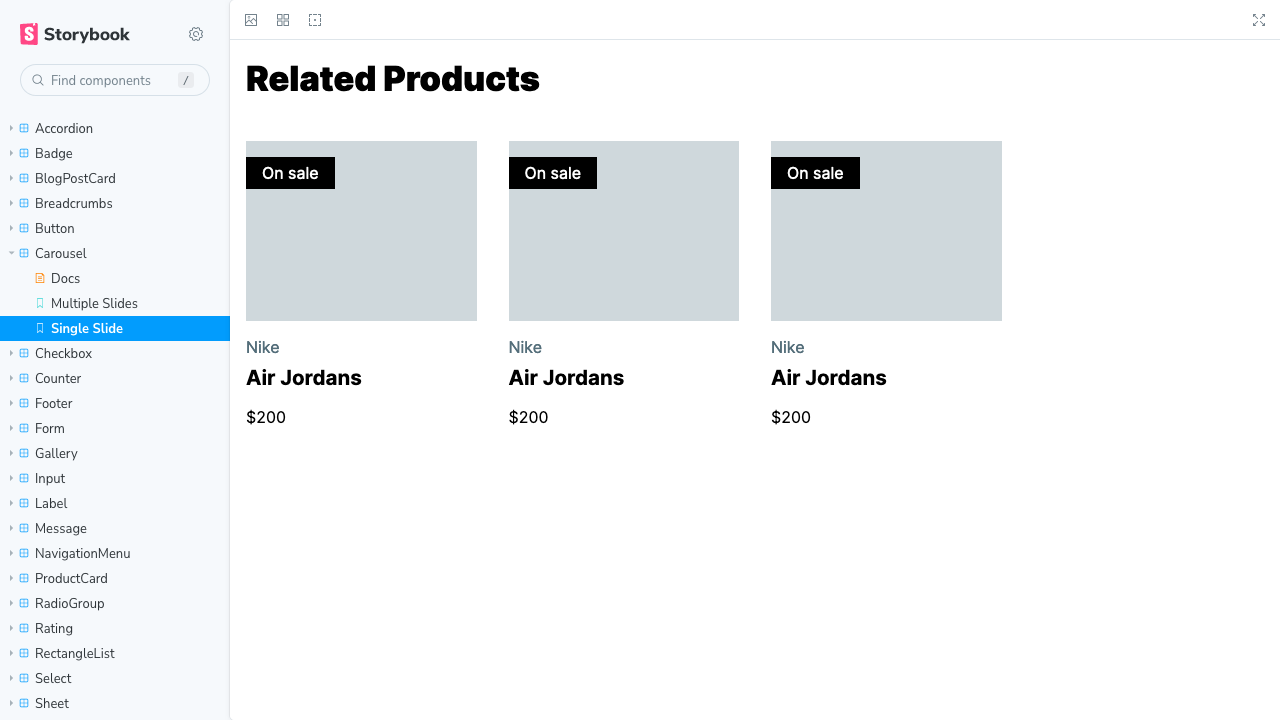 Storybook
Find components /
Accordion
Badge
BlogPostCard
Breadcrumbs
Button
Carousel
Docs
Multiple Slides
Single Slide
Checkbox
Counter
Footer
Form
Gallery
Input
Label
Message
NavigationMenu
ProductCard
RadioGroup
Rating
RectangleList
Select
Sheet
Related Products
On sale On sale On sale
Nike Nike Nike
Air Jordans Air Jordans Air Jordans
$200 $200 $200